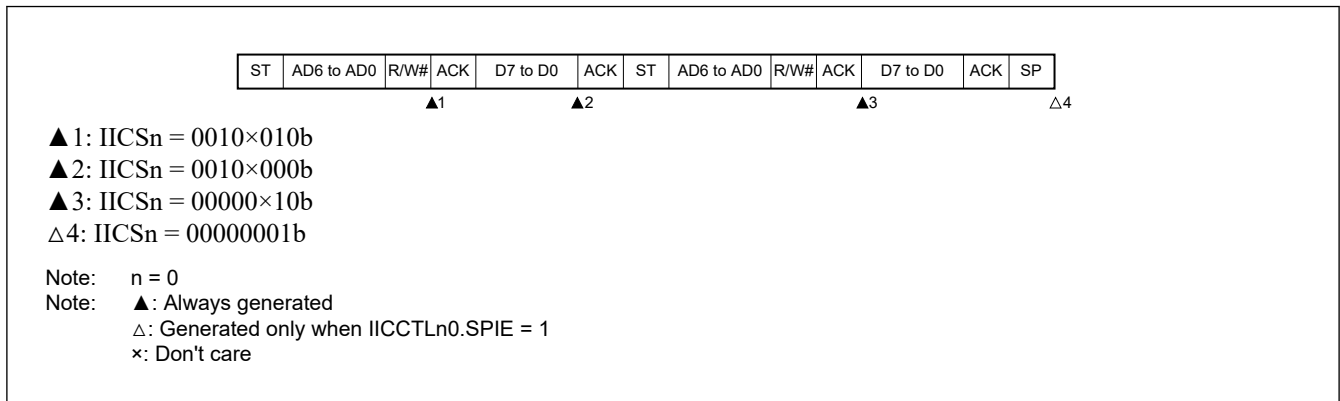 ST AD6 to AD0 R/W# ACK D7 to D0 ACK ST AD6 to AD0 R/W# ACK D7 to D0 ACK SP
▲1 ▲2 ▲3 △4
▲1: IICSn = 0010×010b
▲2: IICSn = 0010×000b
▲3: IICSn = 00000×10b
△4: IICSn = 00000001b
Note: n = 0
Note: ▲: Always generated
△: Generated only when IICCTLn0.SPIE = 1
×: Don't care